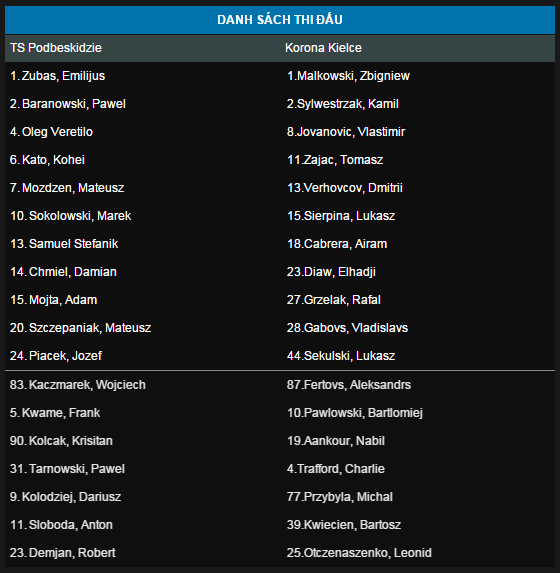 DANH SÁCH THI ĐẤU
TS Podbeskidzie Korona Kielce
1. Zubas, Emilijus 1.Malkowski, Zbigniew
2. Baranowski, Pawel 2.Sylwestrzak, Kamil
4. Oleg Veretilo 8.Jovanovic, Vlastimir
6. Kato, Kohei 11.Zajac, Tomasz
7. Mozdzen, Mateusz 13.Verhovcov, Dmitrii
10. Sokolowski, Marek 15.Sierpina, Lukasz
13. Samuel Stefanik 18.Cabrera, Airam
14. Chmiel, Damian 23.Diaw, Elhadji
15. Mojta, Adam 27.Grzelak, Rafal
20. Szczepaniak, Mateusz 28.Gabovs, Vladislavs
24. Piacek, Jozef 44.Sekulski, Lukasz
83. Kaczmarek, Wojciech 87.Fertovs, Aleksandrs
5. Kwame, Frank 10.Pawlowski, Bartlomiej
90. Kolcak, Krisitan 19.Aankour, Nabil
31. Tarnowski, Pawel 4.Trafford, Charlie
9. Kolodziej, Dariusz 77.Przybyla, Michal
11. Sloboda, Anton 39.Kwiecien, Bartosz
23. Demjan, Robert 25.Otczenaszenko, Leonid